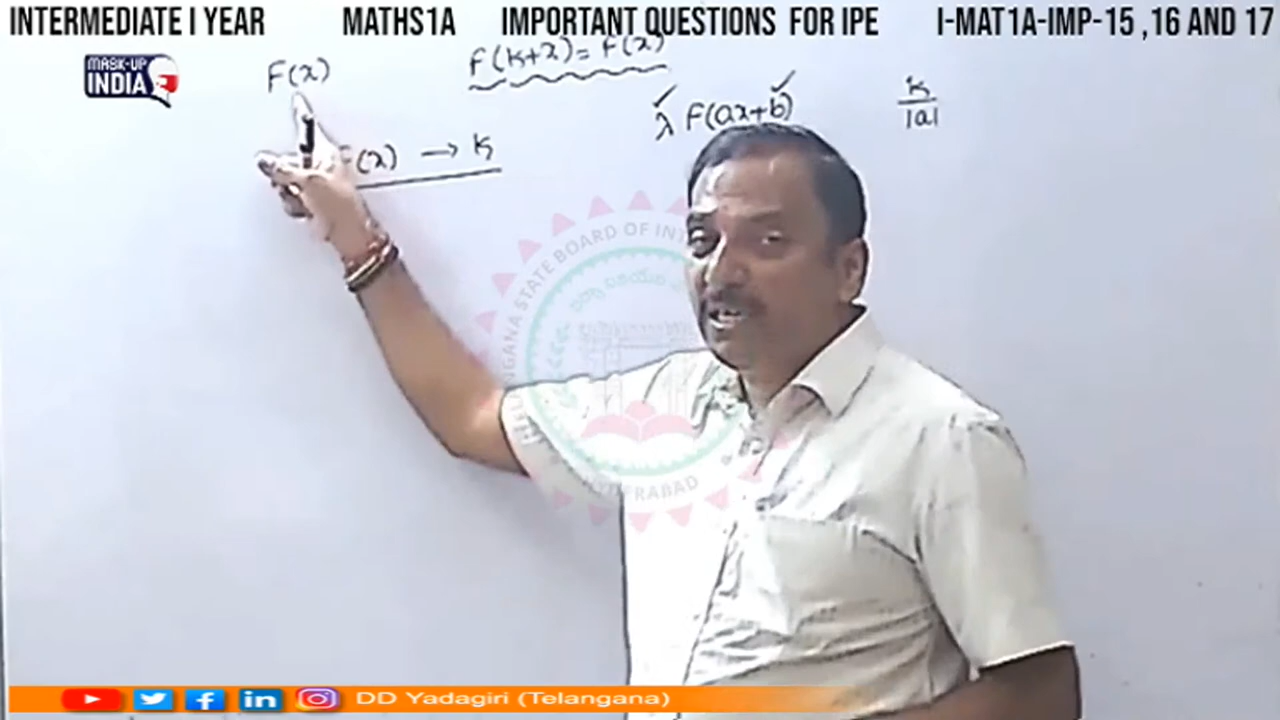 INTERMEDIATE I YEAR MATHS1A IMPORTANT QUESTIONS FOR IPE I-MAT1A-IMP-15 ,16 AND 17
MASK-UP
INDIA
F(x)
F(k+x)= F(x)
λ F(ax+b)
k
|a|
F(x) → k
DD Yadagiri (Telangana)